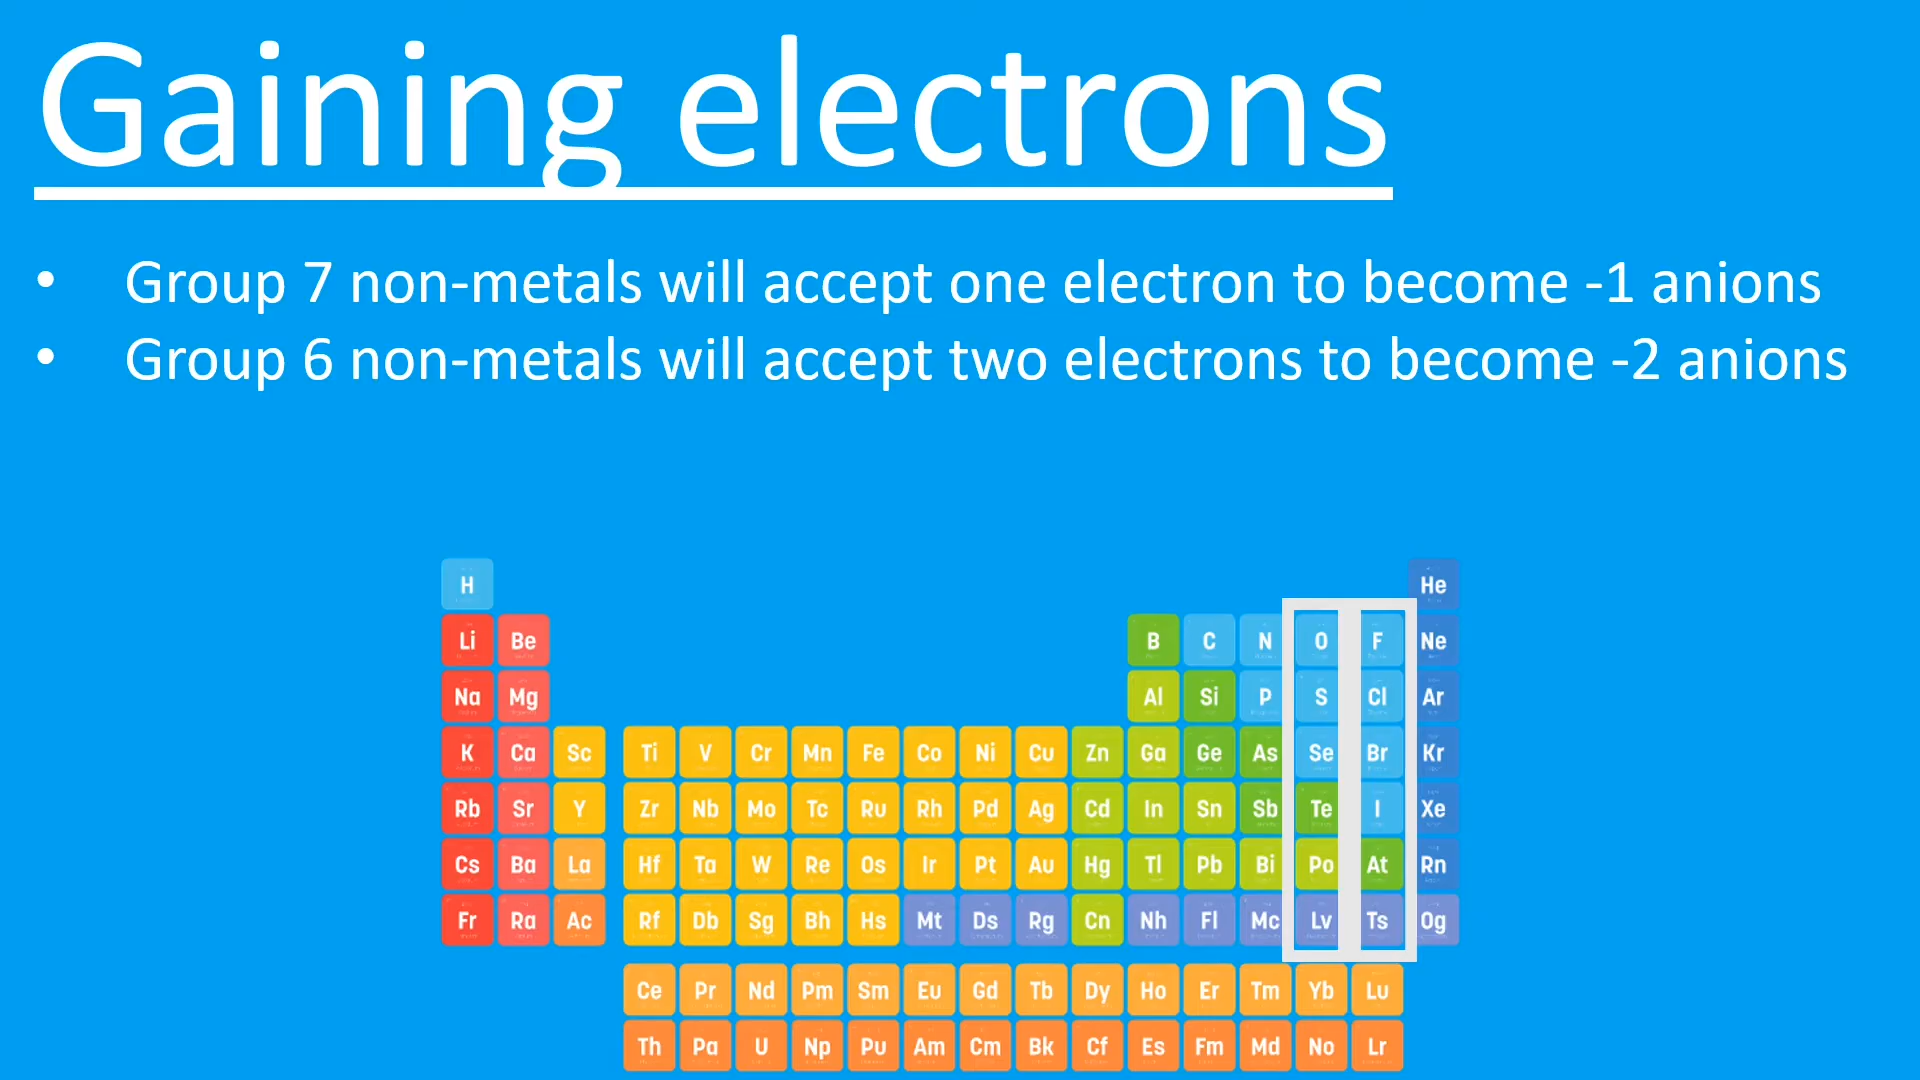 Gaining electrons
• Group 7 non-metals will accept one electron to become -1 anions
• Group 6 non-metals will accept two electrons to become -2 anions
H He
Li Be B C N O F Ne
Na Mg Al Si P S Cl Ar
K Ca Sc Ti V Cr Mn Fe Co Ni Cu Zn Ga Ge As Se Br Kr
Rb Sr Y Zr Nb Mo Tc Ru Rh Pd Ag Cd In Sn Sb Te I Xe
Cs Ba La Hf Ta W Re Os Ir Pt Au Hg Tl Pb Bi Po At Rn
Fr Ra Ac Rf Db Sg Bh Hs Mt Ds Rg Cn Nh Fl Mc Lv Ts Og
Ce Pr Nd Pm Sm Eu Gd Tb Dy Ho Er Tm Yb Lu
Th Pa U Np Pu Am Cm Bk Cf Es Fm Md No Lr